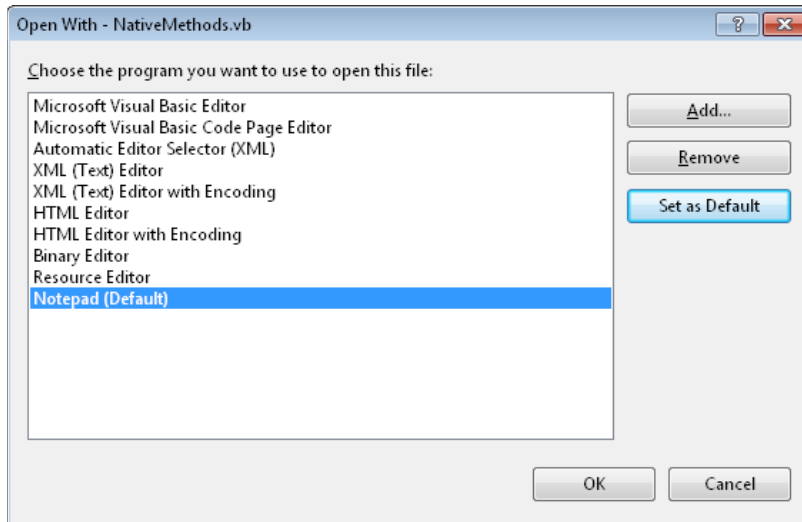 Open With - NativeMethods.vb
Choose the program you want to use to open this file:
Microsoft Visual Basic Editor
Microsoft Visual Basic Code Page Editor
Automatic Editor Selector (XML)
XML (Text) Editor
XML (Text) Editor with Encoding
HTML Editor
HTML Editor with Encoding
Binary Editor
Resource Editor
Notepad (Default)
Add...
Remove
Set as Default
OK
Cancel